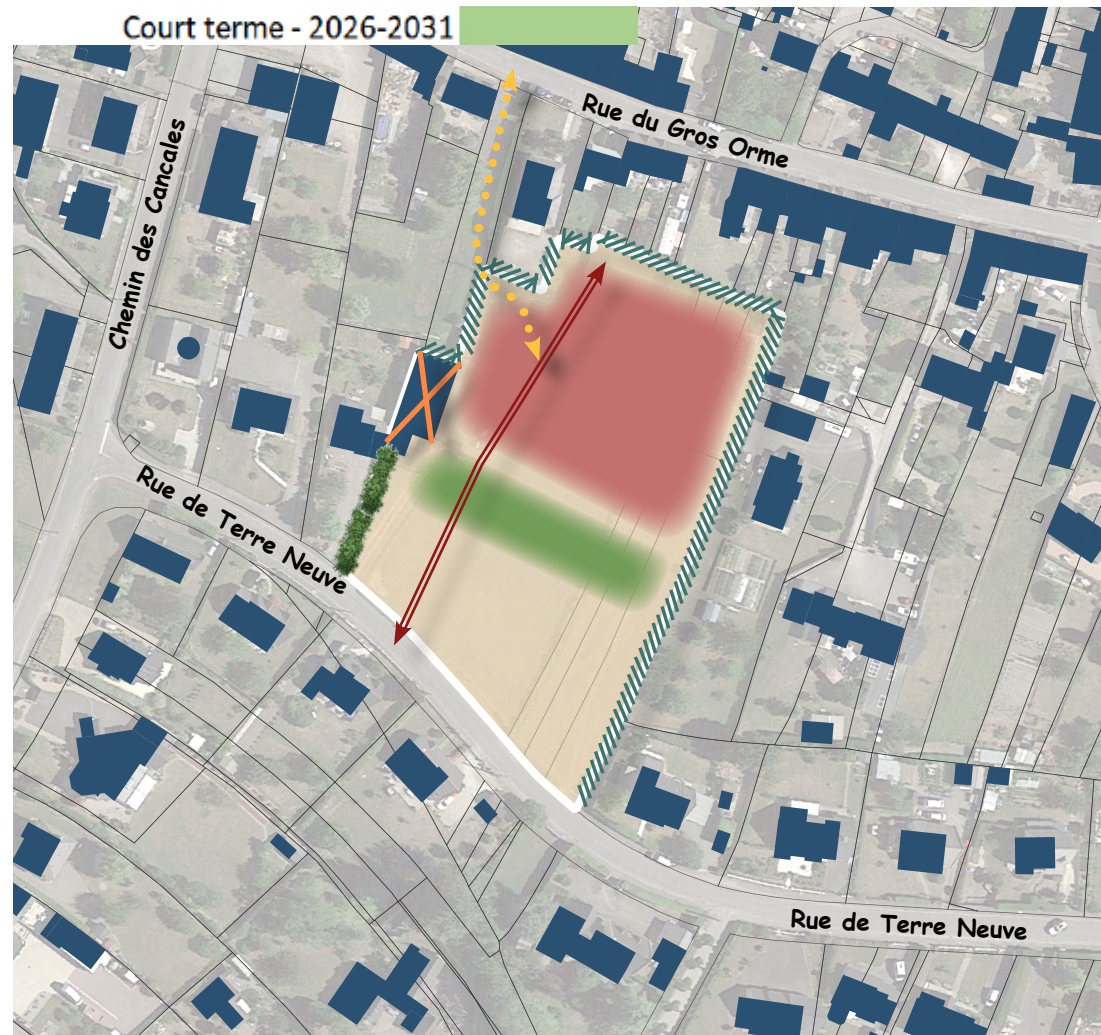 Court terme - 2026-2031
Rue du Gros Orme
Chemin des Cancales
Rue de Terre Neuve
Rue de Terre Neuve